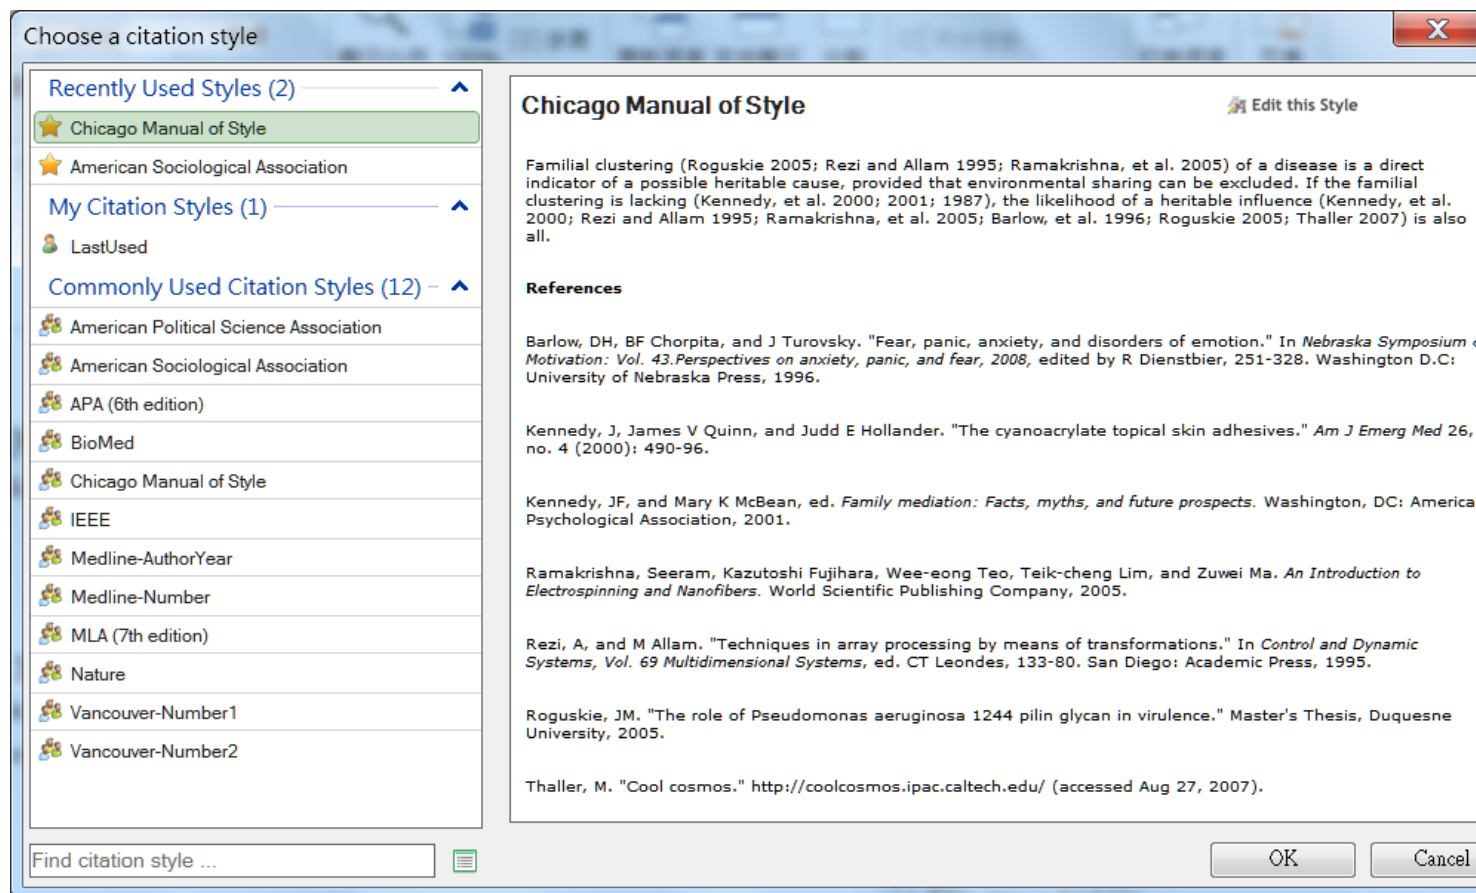 Choose a citation style
Recently Used Styles (2)
Chicago Manual of Style
American Sociological Association
My Citation Styles (1)
LastUsed
Commonly Used Citation Styles (12)
American Political Science Association
American Sociological Association
APA (6th edition)
BioMed
Chicago Manual of Style
IEEE
Medline-AuthorYear
Medline-Number
MLA (7th edition)
Nature
Vancouver-Number1
Vancouver-Number2
Find citation style ...
Chicago Manual of Style
Edit this Style
Familial clustering (Roguskie 2005; Rezi and Allam 1995; Ramakrishna, et al. 2005) of a disease is a direct
indicator of a possible heritable cause, provided that environmental sharing can be excluded. If the familial
clustering is lacking (Kennedy, et al. 2000; 2001; 1987), the likelihood of a heritable influence (Kennedy, et al.
2000; Rezi and Allam 1995; Ramakrishna, et al. 2005; Barlow, et al. 1996; Roguskie 2005; Thaller 2007) is also
all.
References
Barlow, DH, BF Chorpita, and J Turovsky. "Fear, panic, anxiety, and disorders of emotion." In Nebraska Symposium
Motivation: Vol. 43.Perspectives on anxiety, panic, and fear, 2008, edited by R Dienstbier, 251-328. Washington D.C:
University of Nebraska Press, 1996.
Kennedy, J, James V Quinn, and Judd E Hollander. "The cyanoacrylate topical skin adhesives." Am J Emerg Med 26,
no. 4 (2000): 490-96.
Kennedy, JF, and Mary K McBean, ed. Family mediation: Facts, myths, and future prospects. Washington, DC: America
Psychological Association, 2001.
Ramakrishna, Seeram, Kazutoshi Fujihara, Wee-eong Teo, Teik-cheng Lim, and Zuwei Ma. An Introduction to
Electrospinning and Nanofibers. World Scientific Publishing Company, 2005.
Rezi, A, and M Allam. "Techniques in array processing by means of transformations." In Control and Dynamic
Systems, Vol. 69 Multidimensional Systems, ed. CT Leondes, 133-80. San Diego: Academic Press, 1995.
Roguskie, JM. "The role of Pseudomonas aeruginosa 1244 pilin glycan in virulence." Master's Thesis, Duquesne
University, 2005.
Thaller, M. "Cool cosmos." http://coolcosmos.ipac.caltech.edu/ (accessed Aug 27, 2007).
OK
Cancel